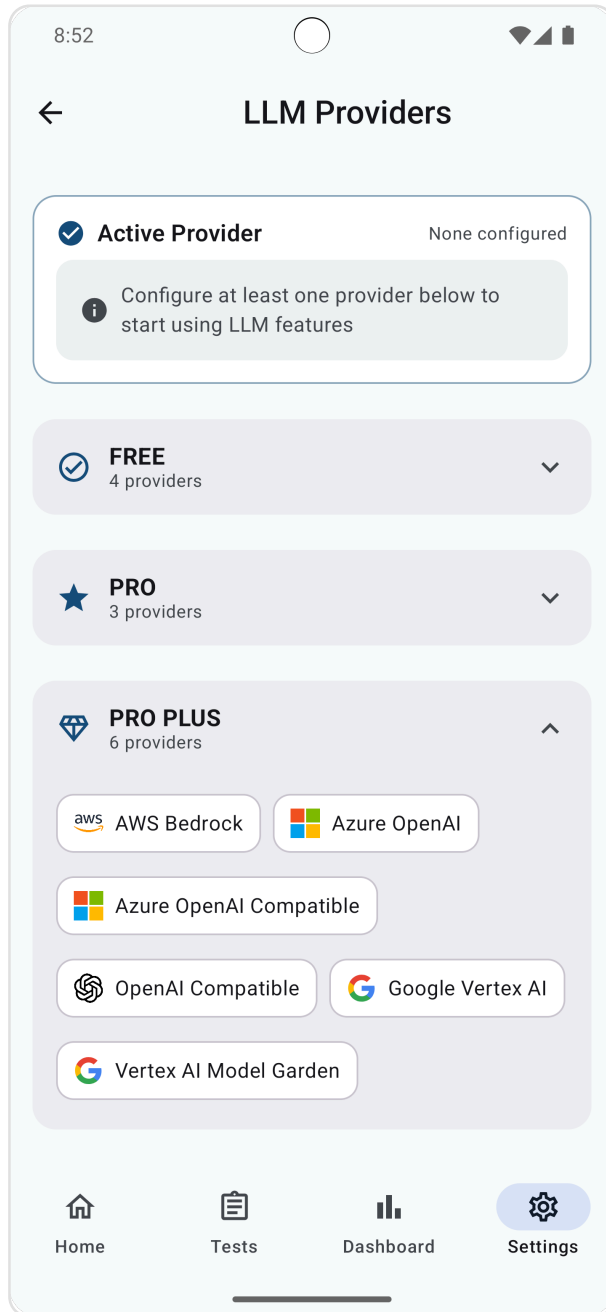 8:52
LLM Providers
Active Provider
None configured
Configure at least one provider below to
start using LLM features
FREE
4 providers
PRO
3 providers
PRO PLUS
6 providers
aws AWS Bedrock
Azure OpenAI
Azure OpenAI Compatible
OpenAI Compatible
Google Vertex AI
Vertex AI Model Garden
Home
Tests
Dashboard
Settings